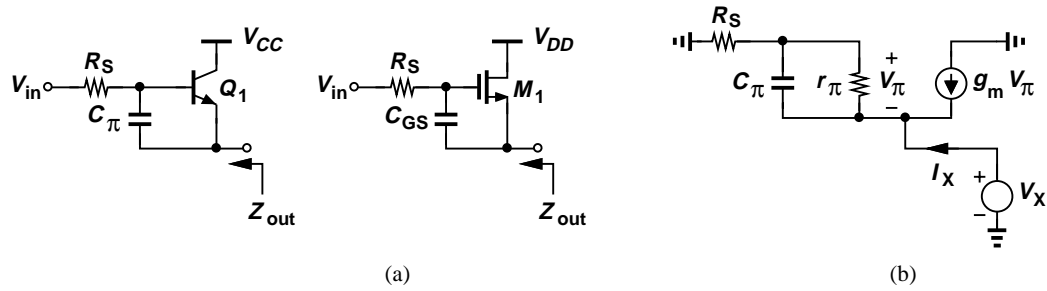 V_CC
R_S
V_in
Q_1
C_π
Z_out
V_DD
R_S
V_in
M_1
C_GS
Z_out
(a)
R_S
+
C_π
r_π
V_π
g_m V_π
−
I_X
+
V_X
−
(b)